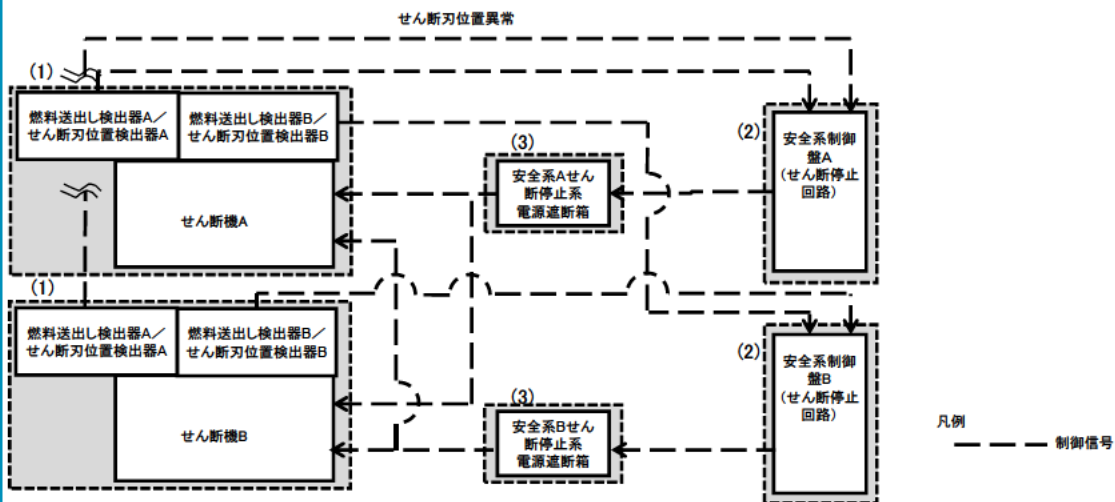 せん断刃位置異常
(1)
燃料送出し検出器A／
せん断刃位置検出器A
燃料送出し検出器B／
せん断刃位置検出器B
せん断機A
(3)
安全系Aせん
断停止系
電源遮断箱
(2)
安全系制御
盤A
(せん断停止
回路)
(1)
燃料送出し検出器A／
せん断刃位置検出器A
燃料送出し検出器B／
せん断刃位置検出器B
せん断機B
(3)
安全系Bせん
断停止系
電源遮断箱
(2)
安全系制御
盤B
(せん断停止
回路)
凡例
制御信号